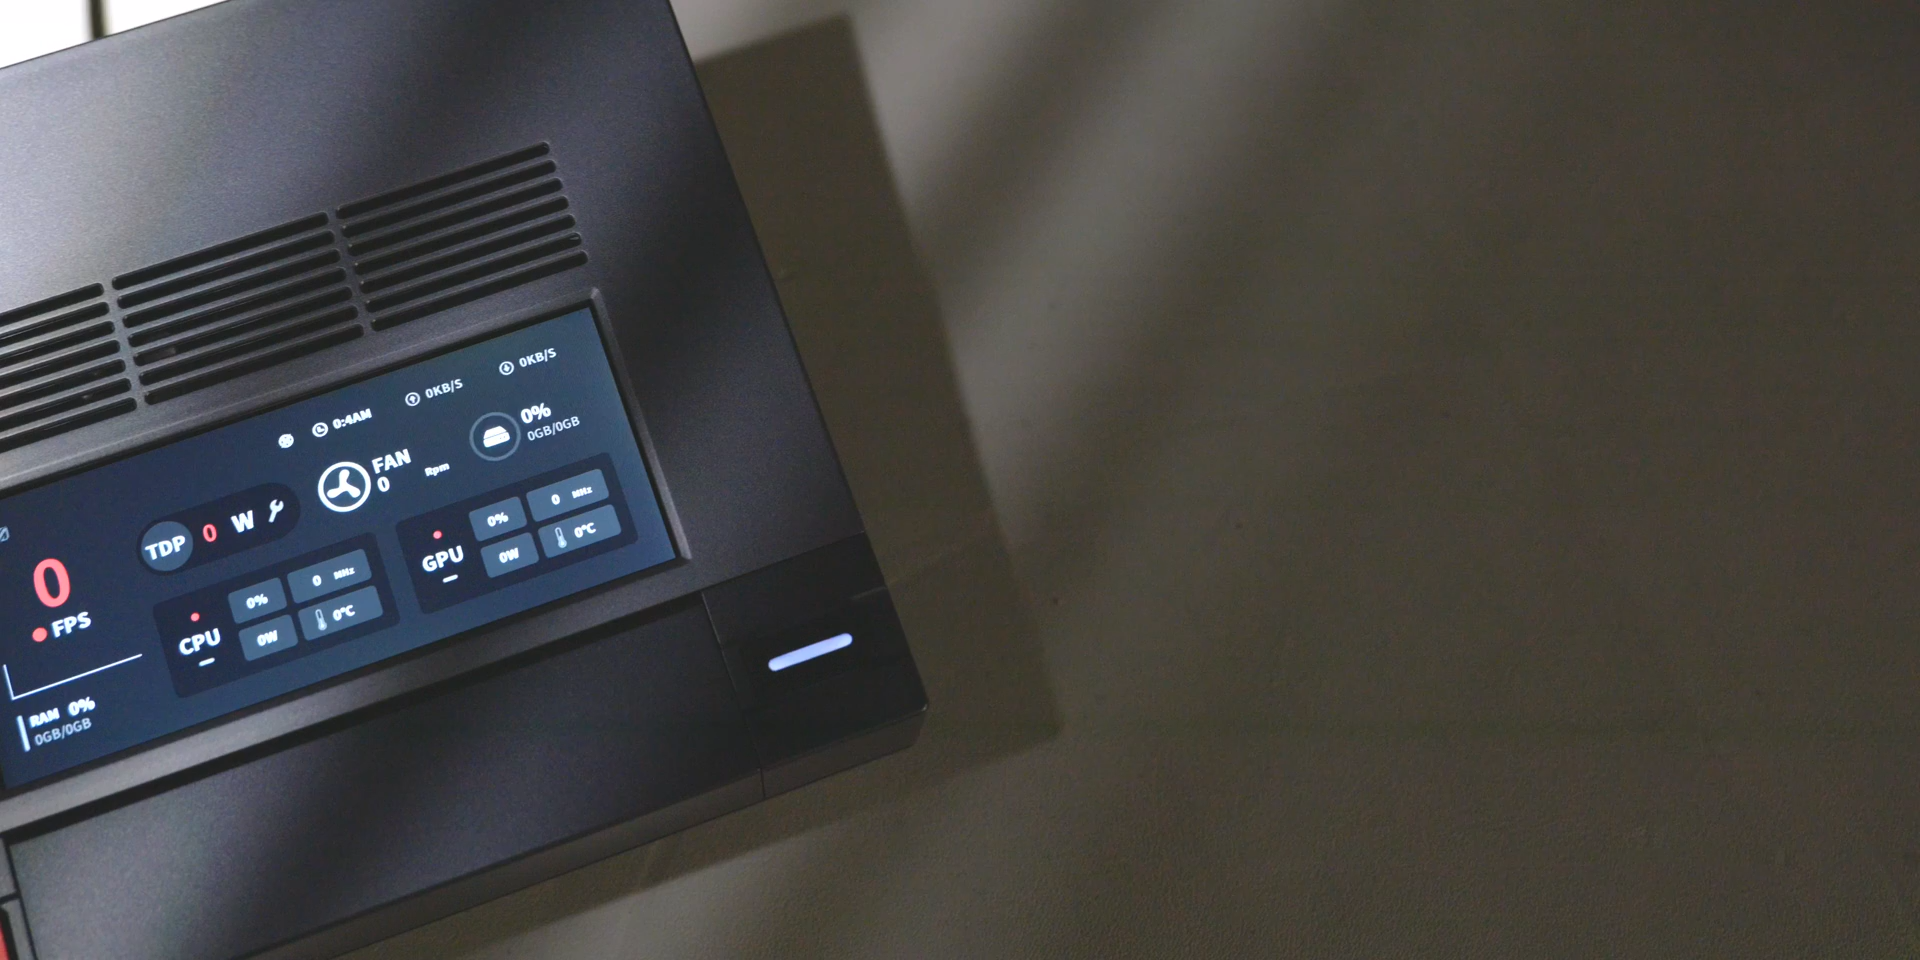 0:4AM
0KB/S
0KB/S
0
FPS
TDP 0 W
FAN
0
Rpm
0%
0GB/0GB
CPU
0%
0 MHz
0W
0°C
GPU
0%
0 MHz
0W
0°C
RAM 0%
0GB/0GB